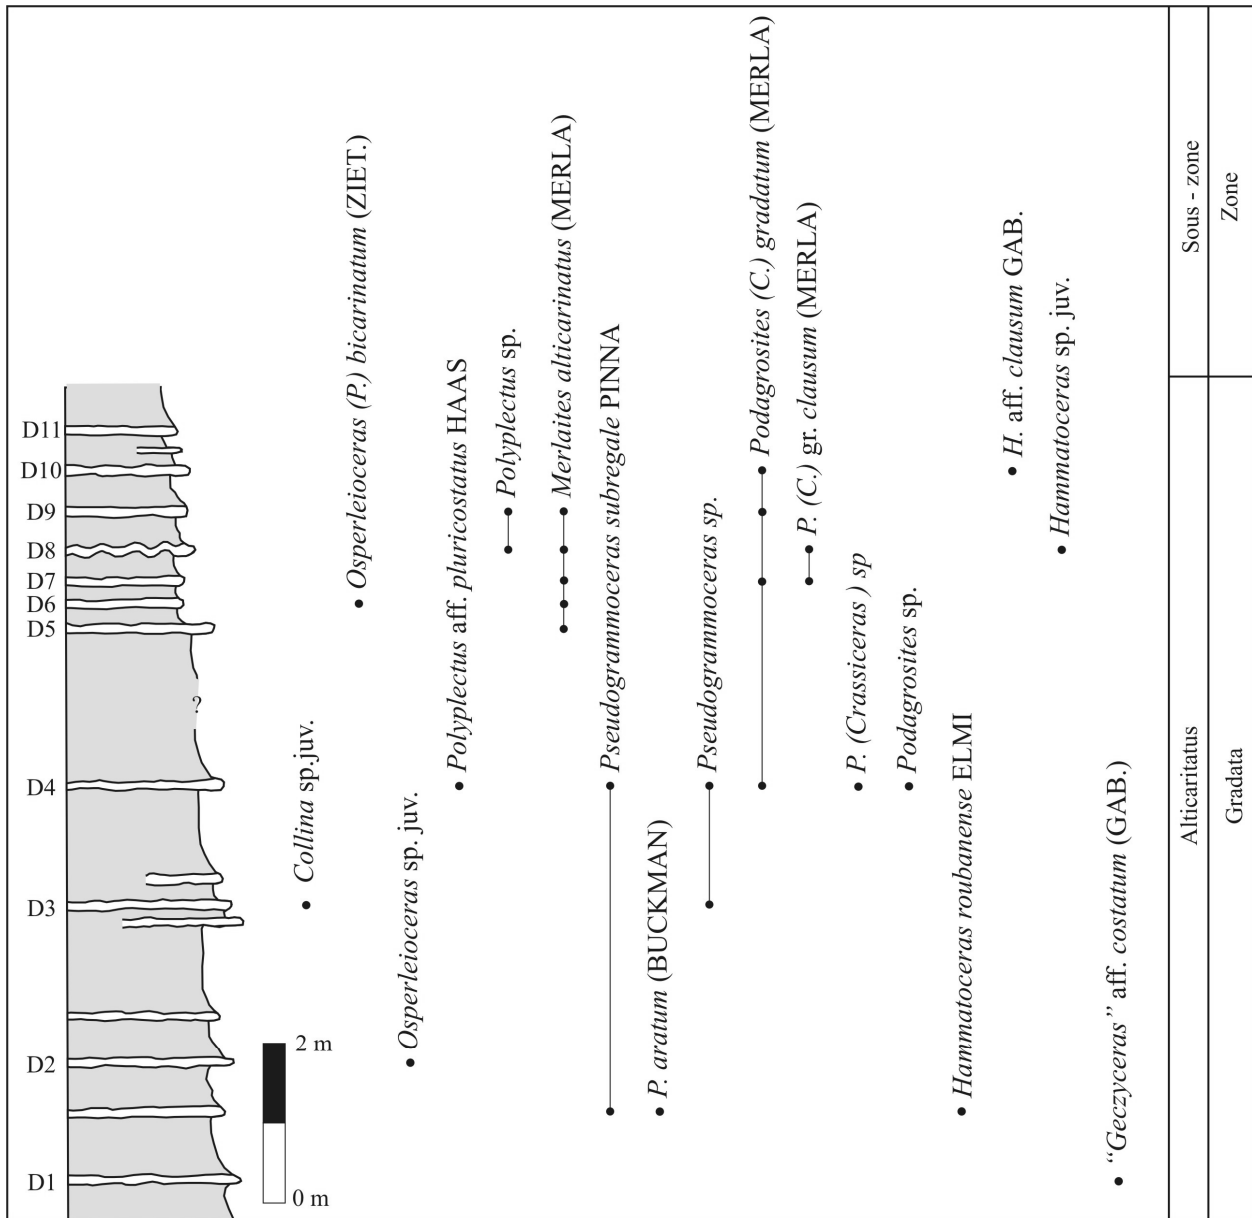 D11
D10
D9
D8
D7
D6
D5
D4
D3
D2
D1
?
2 m
0 m
Collina sp.juv.
Osperleioceras (P.) bicarinatum (ZIET.)
Osperleioceras sp. juv.
Polyplectus aff. pluricostatus HAAS
Polyplectus sp.
Merlaites alticarinatus (MERLA)
Pseudogrammoceras subregale PINNA
P. aratum (BUCKMAN)
Pseudogrammoceras sp.
Podagrosites (C.) gradatum (MERLA)
P. (C.) gr. clausum (MERLA)
P. (Crassiceras ) sp
Podagrosites sp.
Hammatoceras roubanense ELMI
H. aff. clausum GAB.
Hammatoceras sp. juv.
“Geczyceras” aff. costatum (GAB.)
Sous - zone
Zone
Alticaritatus
Gradata